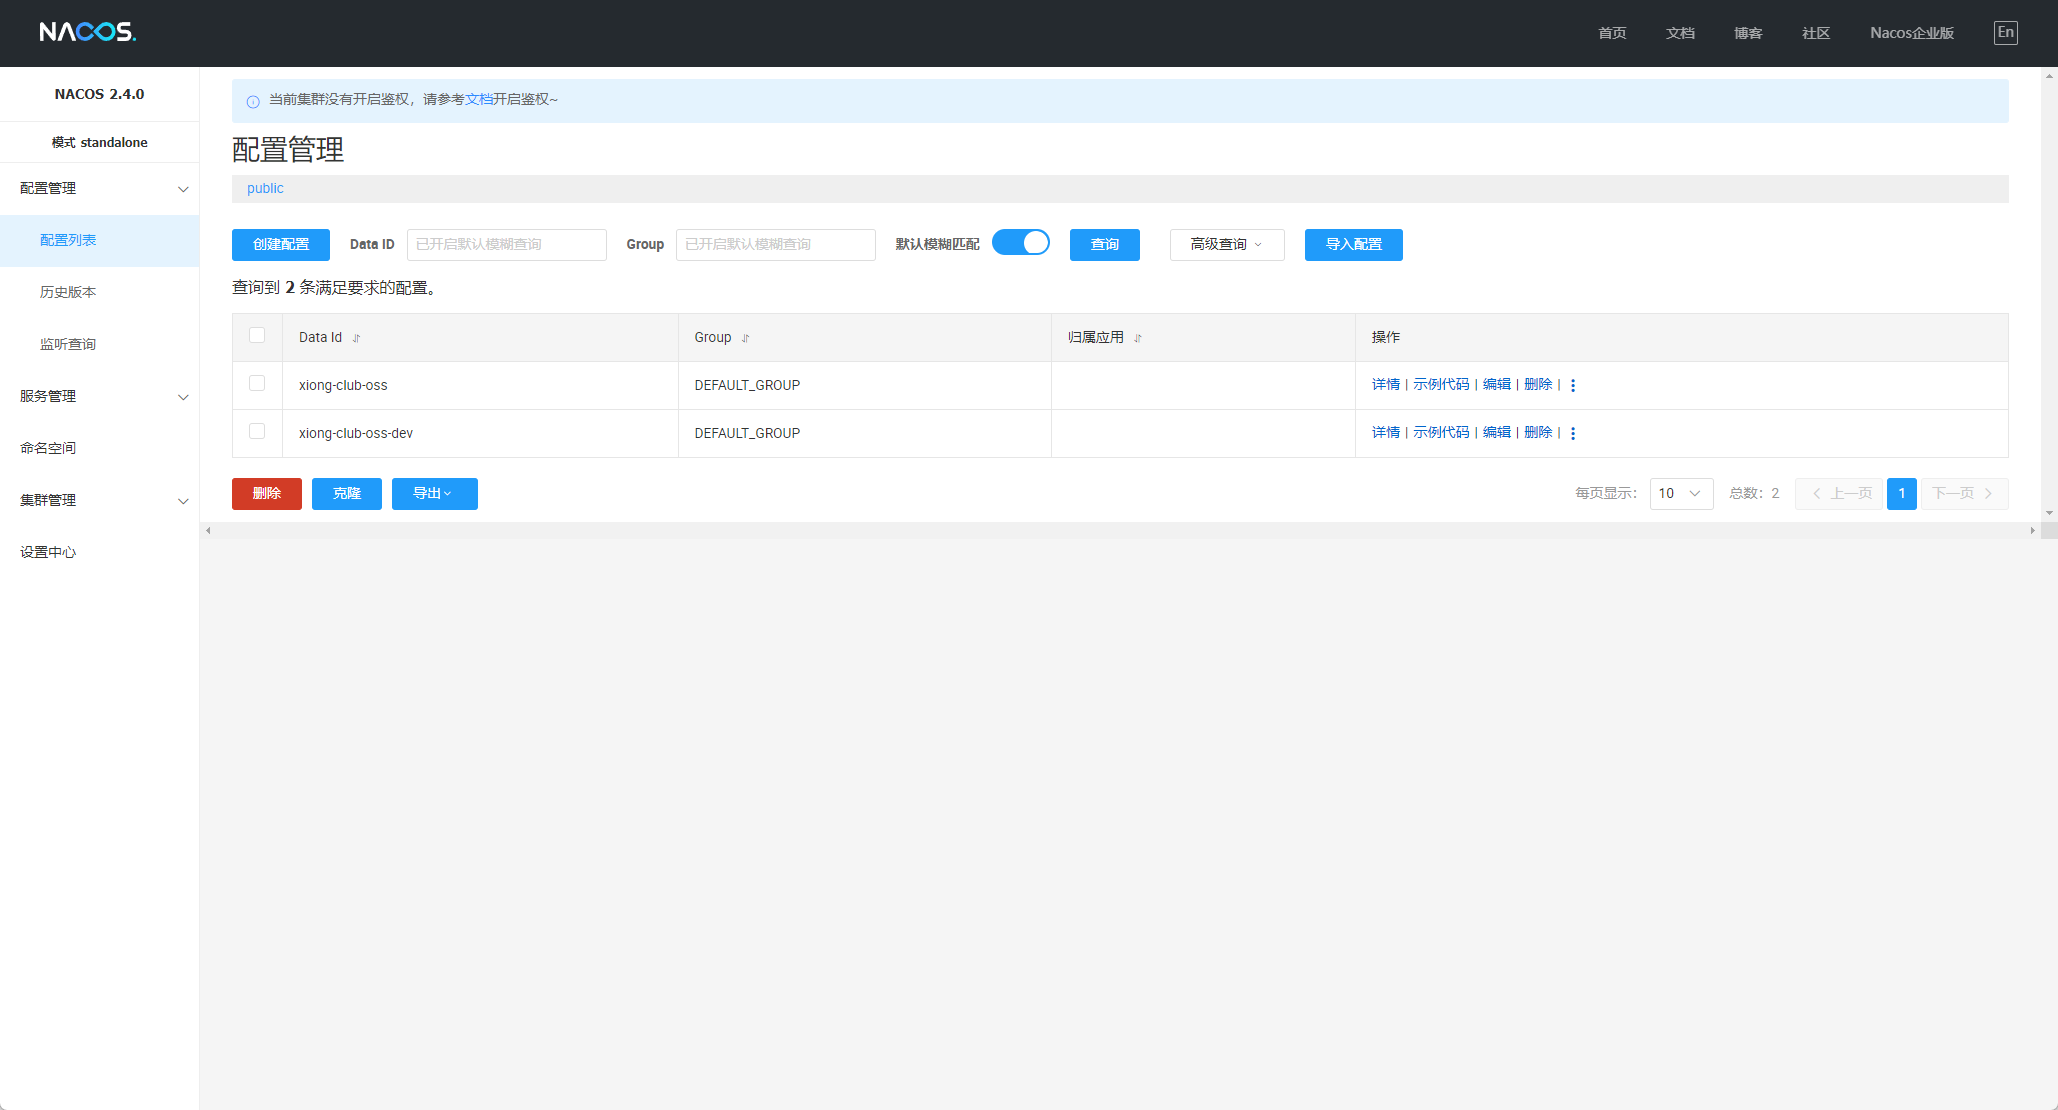 NACOS.
首页 文档 博客 社区 Nacos企业版 En
NACOS 2.4.0
模式 standalone
配置管理
配置列表
历史版本
监听查询
服务管理
命名空间
集群管理
设置中心
当前集群没有开启鉴权，请参考文档开启鉴权~
配置管理
public
创建配置 Data ID 已开启默认模糊查询 Group 已开启默认模糊查询 默认模糊匹配 查询 高级查询 导入配置
查询到 2 条满足要求的配置。
Data Id Group 归属应用 操作
xiong-club-oss DEFAULT_GROUP 详情 | 示例代码 | 编辑 | 删除 |
xiong-club-oss-dev DEFAULT_GROUP 详情 | 示例代码 | 编辑 | 删除 |
删除 克隆 导出 每页显示： 10 总数：2 上一页 1 下一页